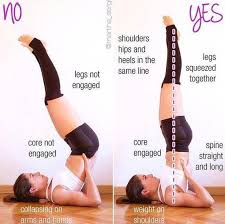 NO
YES
shoulders
hips and
heels in the
same line
legs not
engaged
legs
squeezed
together
core not
engaged
core
engaged
spine
straight
and long
collapsing on
arms and hands
weight on
shoulders